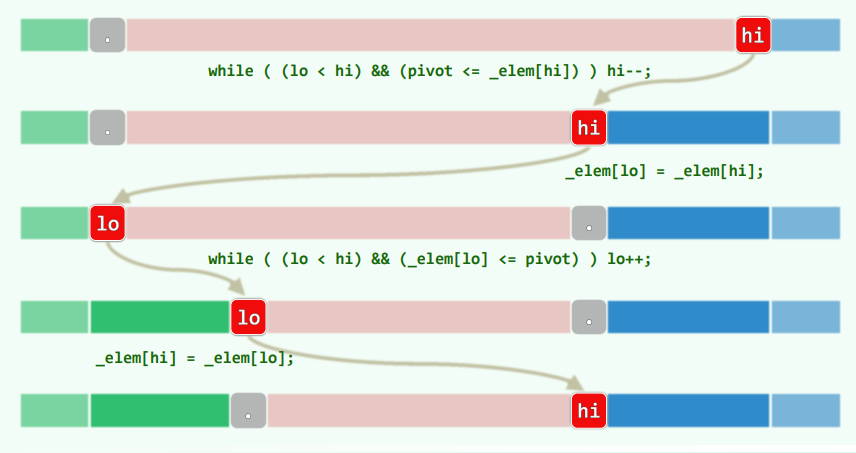 . hi
while ( (lo < hi) && (pivot <= _elem[hi]) ) hi--;
. hi
_elem[lo] = _elem[hi];
lo .
while ( (lo < hi) && (_elem[lo] <= pivot) ) lo++;
lo .
_elem[hi] = _elem[lo];
. hi